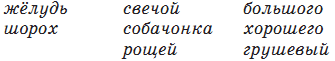 жёлудь свечой большого
шорох собачонка хорошего
рощей грушевый